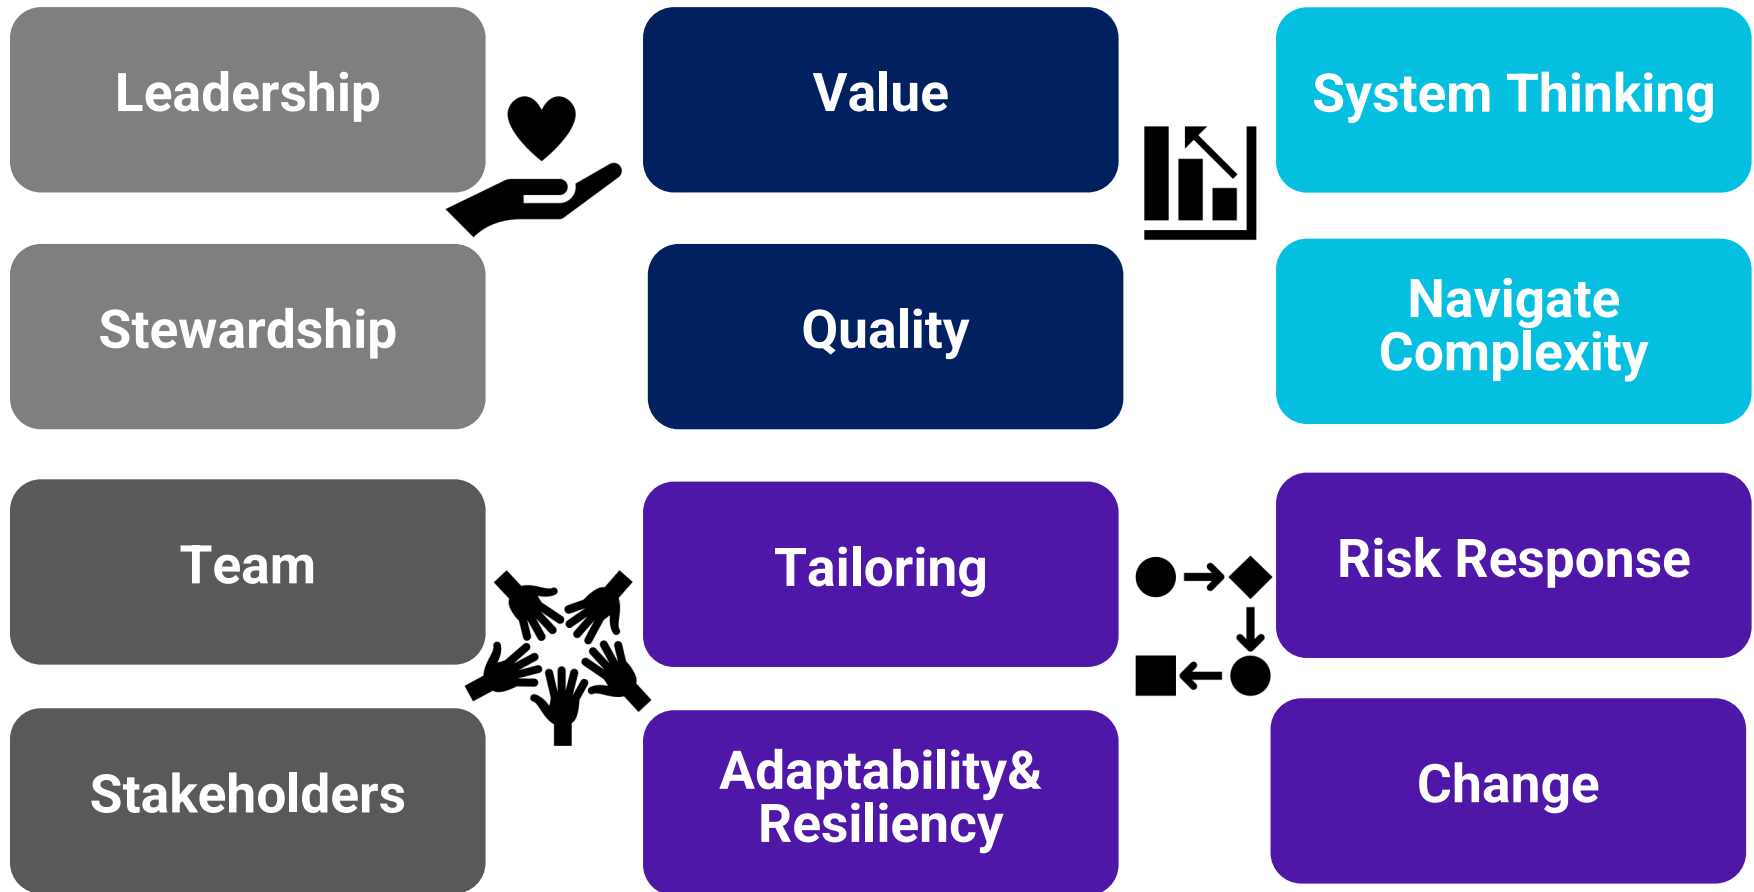 Leadership
Value
System Thinking
Stewardship
Quality
Navigate
Complexity
Team
Tailoring
Risk Response
Stakeholders
Adaptability&
Resiliency
Change